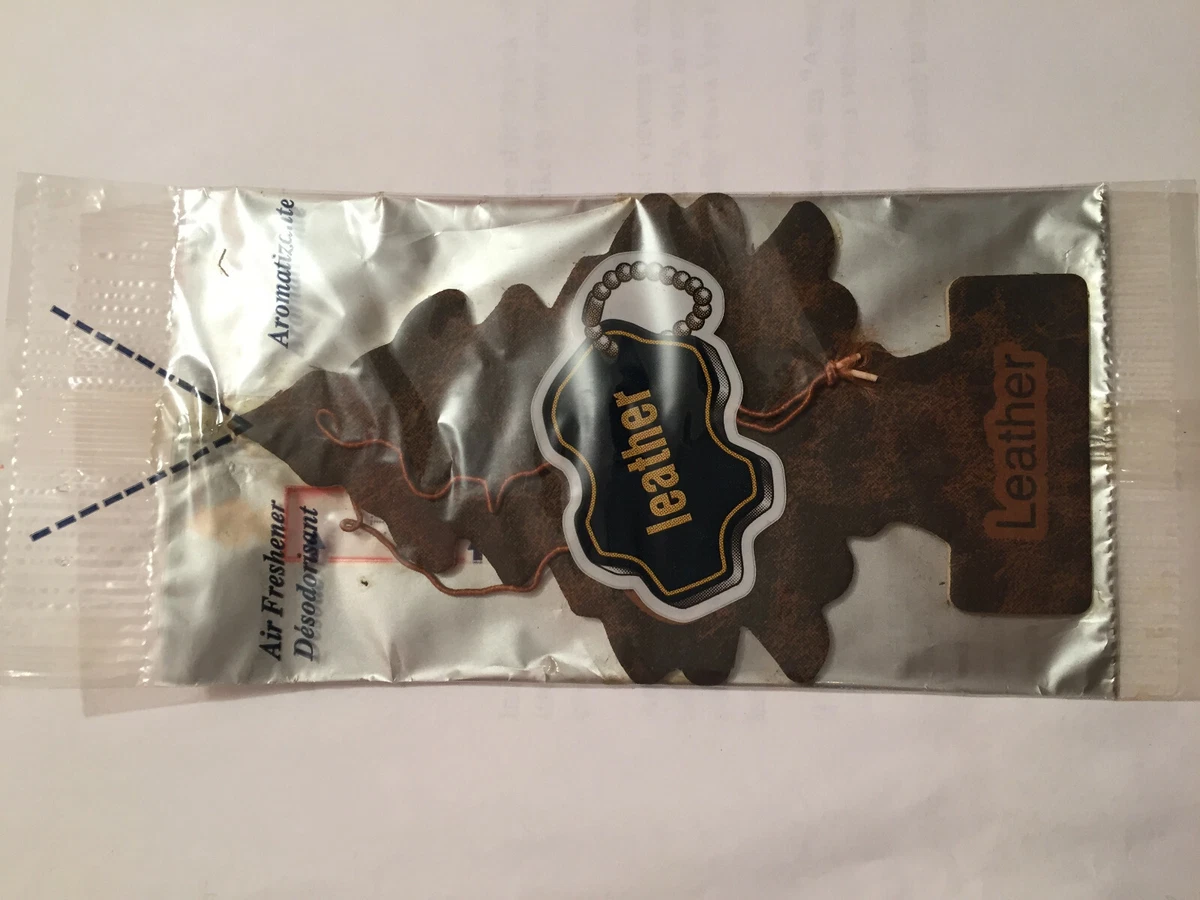 Air Freshener
Désodorisant
Aromatizante
leather
Leather